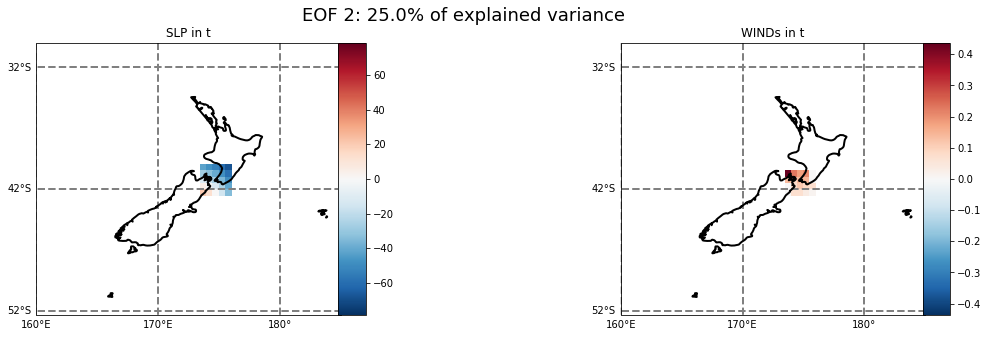 EOF 2: 25.0% of explained variance
SLP in t
32°S
42°S
52°S
160°E
170°E
180°
60
40
20
0
−20
−40
−60
WINDs in t
32°S
42°S
52°S
160°E
170°E
180°
0.4
0.3
0.2
0.1
0.0
−0.1
−0.2
−0.3
−0.4